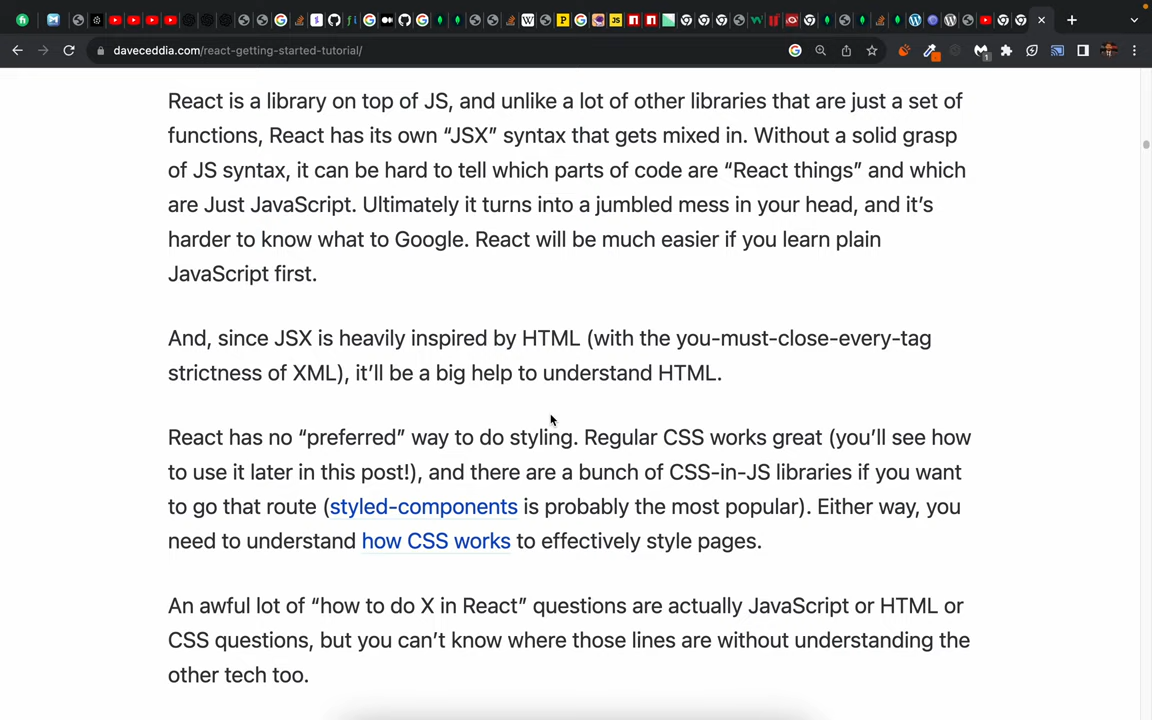 daveceddia.com/react-getting-started-tutorial/
React is a library on top of JS, and unlike a lot of other libraries that are just a set of
functions, React has its own “JSX” syntax that gets mixed in. Without a solid grasp
of JS syntax, it can be hard to tell which parts of code are “React things” and which
are Just JavaScript. Ultimately it turns into a jumbled mess in your head, and it’s
harder to know what to Google. React will be much easier if you learn plain
JavaScript first.
And, since JSX is heavily inspired by HTML (with the you-must-close-every-tag
strictness of XML), it’ll be a big help to understand HTML.
React has no “preferred” way to do styling. Regular CSS works great (you’ll see how
to use it later in this post!), and there are a bunch of CSS-in-JS libraries if you want
to go that route (styled-components is probably the most popular). Either way, you
need to understand how CSS works to effectively style pages.
An awful lot of “how to do X in React” questions are actually JavaScript or HTML or
CSS questions, but you can’t know where those lines are without understanding the
other tech too.